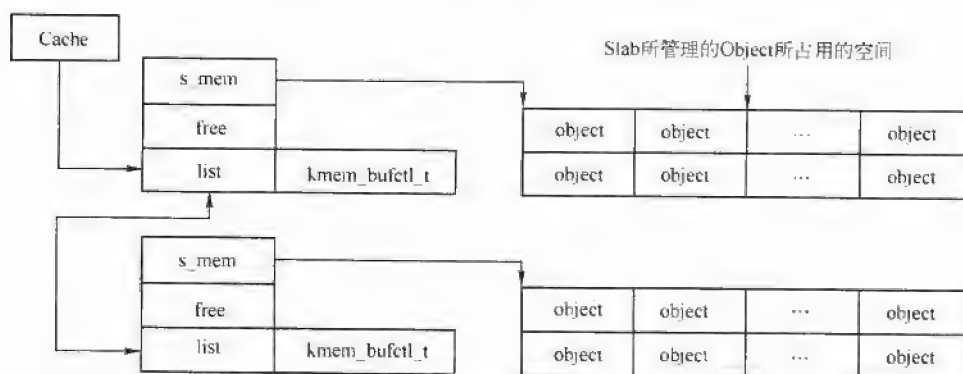 Cache
Slab所管理的Object所占用的空间
s_mem
object object … object
free
list kmem_bufctl_t
object object … object
s_mem
object object … object
free
list kmem_bufctl_t
object object … object